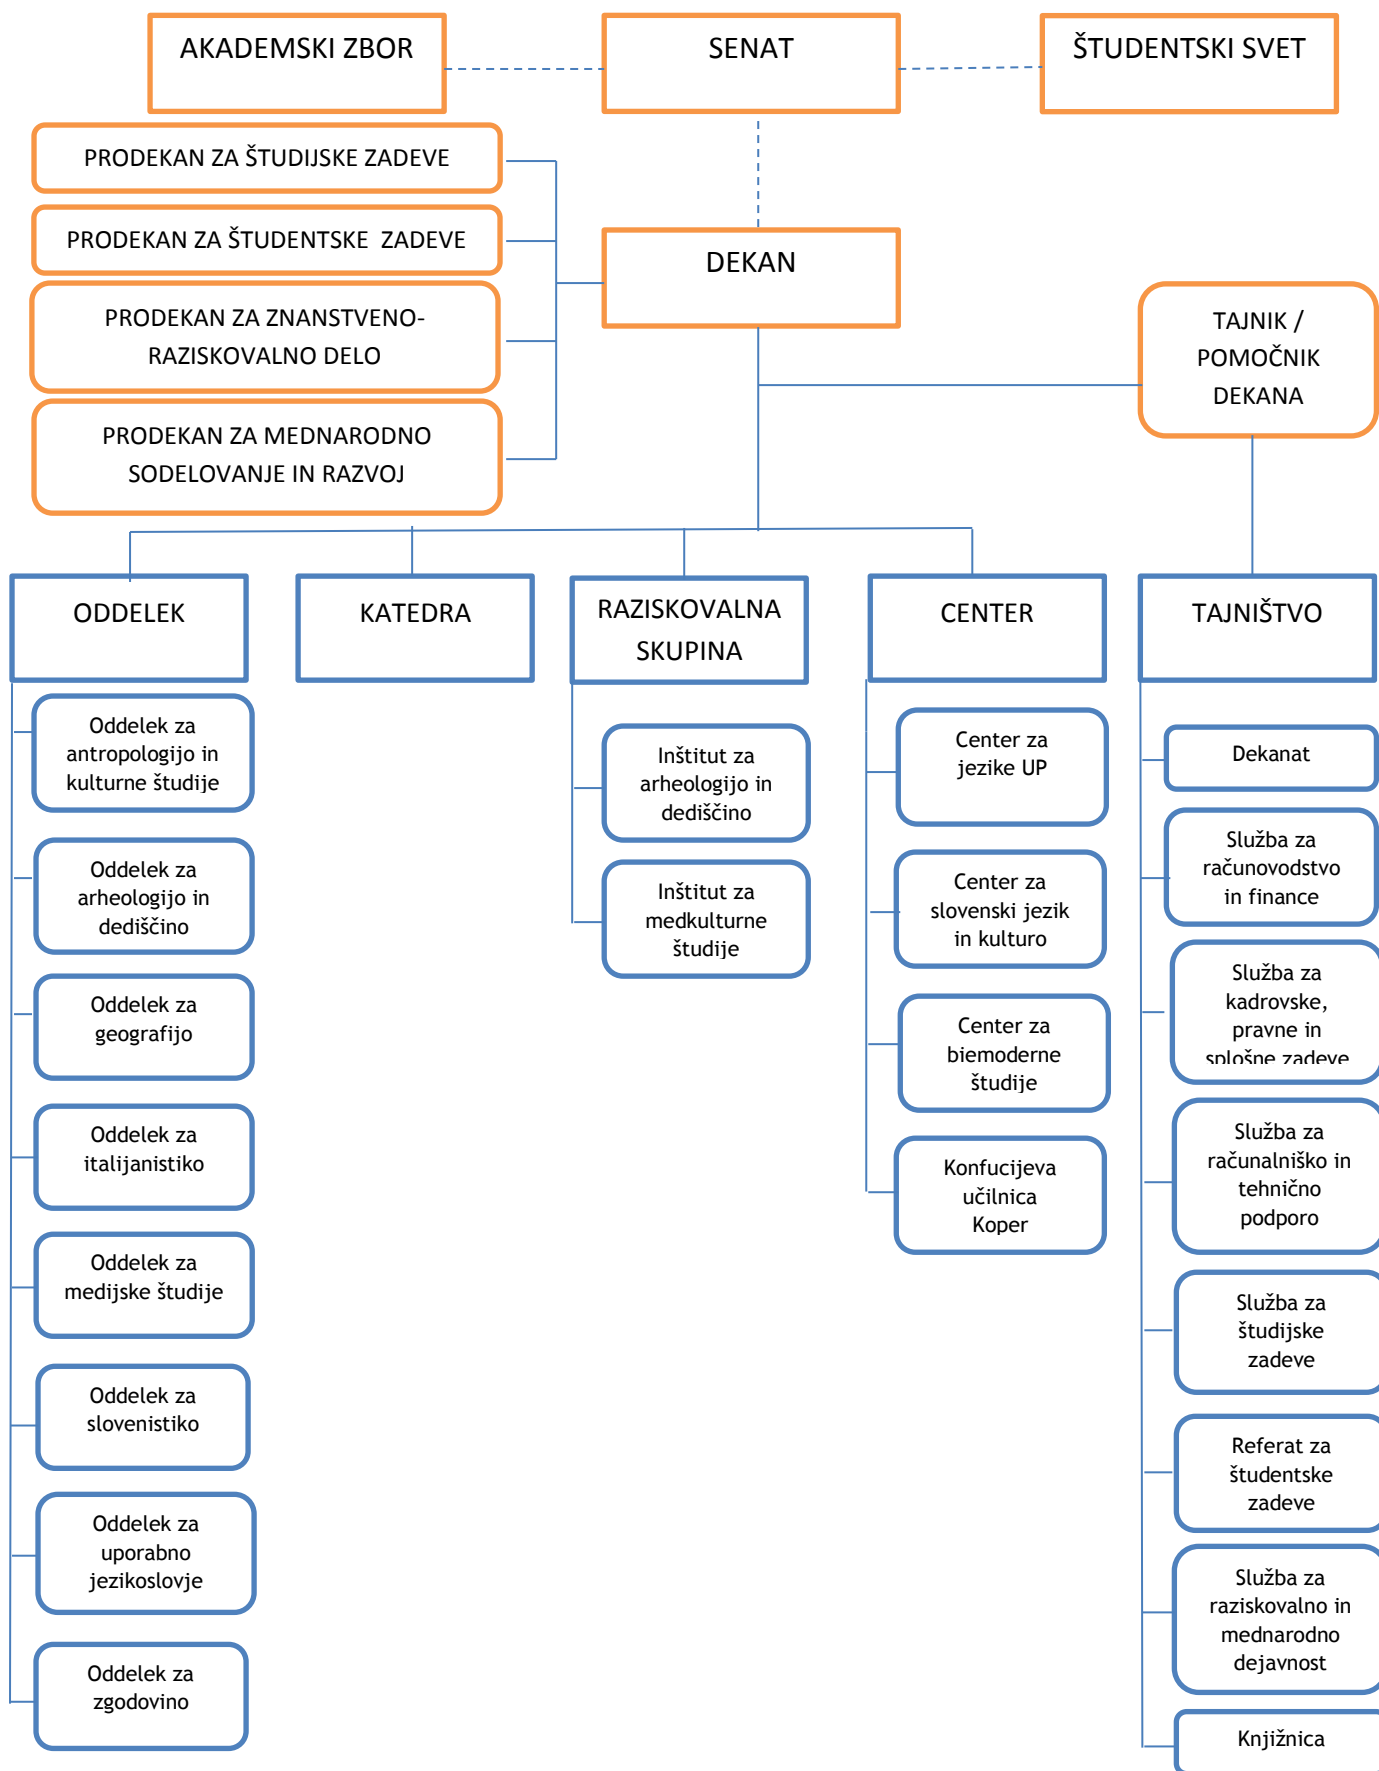 AKADEMSKI ZBOR
SENAT
ŠTUDENTSKI SVET
PRODEKAN ZA ŠTUDIJSKE ZADEVE
PRODEKAN ZA ŠTUDENTSKE ZADEVE
DEKAN
PRODEKAN ZA ZNANSTVENO-
RAZISKOVALNO DELO
TAJNIK /
POMOČNIK
DEKANA
PRODEKAN ZA MEDNARODNO
SODELOVANJE IN RAZVOJ
ODDELEK
KATEDRA
RAZISKOVALNA
SKUPINA
CENTER
TAJNIŠTVO
Oddelek za
antropologijo in
kulturne študije
Oddelek za
arheologijo in
dediščino
Oddelek za
geografijo
Oddelek za
italijanistiko
Oddelek za
medijske študije
Oddelek za
slovenistiko
Oddelek za
uporabno
jezikoslovje
Oddelek za
zgodovino
Inštitut za
arheologijo in
dediščino
Inštitut za
medkulturne
študije
Center za
jezike UP
Center za
slovenski jezik
in kulturo
Center za
biemoderne
študije
Konfucijeva
učilnica
Koper
Dekanat
Služba za
računovodstvo
in finance
Služba za
kadrovske,
pravne in
splošne zadeve
Služba za
računalniško in
tehnično
podporo
Služba za
študijske
zadeve
Referat za
študentske
zadeve
Služba za
raziskovalno in
mednarodno
dejavnost
Knjižnica